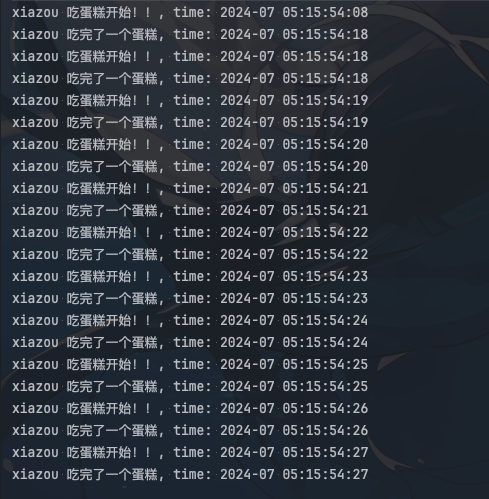 xiazou 吃蛋糕开始!!, time: 2024-07 05:15:54:08
xiazou 吃完了一个蛋糕, time: 2024-07 05:15:54:18
xiazou 吃蛋糕开始!!, time: 2024-07 05:15:54:18
xiazou 吃完了一个蛋糕, time: 2024-07 05:15:54:18
xiazou 吃蛋糕开始!!, time: 2024-07 05:15:54:19
xiazou 吃完了一个蛋糕, time: 2024-07 05:15:54:19
xiazou 吃蛋糕开始!!, time: 2024-07 05:15:54:20
xiazou 吃完了一个蛋糕, time: 2024-07 05:15:54:20
xiazou 吃蛋糕开始!!, time: 2024-07 05:15:54:21
xiazou 吃完了一个蛋糕, time: 2024-07 05:15:54:21
xiazou 吃蛋糕开始!!, time: 2024-07 05:15:54:22
xiazou 吃完了一个蛋糕, time: 2024-07 05:15:54:22
xiazou 吃蛋糕开始!!, time: 2024-07 05:15:54:23
xiazou 吃完了一个蛋糕, time: 2024-07 05:15:54:23
xiazou 吃蛋糕开始!!, time: 2024-07 05:15:54:24
xiazou 吃完了一个蛋糕, time: 2024-07 05:15:54:24
xiazou 吃蛋糕开始!!, time: 2024-07 05:15:54:25
xiazou 吃完了一个蛋糕, time: 2024-07 05:15:54:25
xiazou 吃蛋糕开始!!, time: 2024-07 05:15:54:26
xiazou 吃完了一个蛋糕, time: 2024-07 05:15:54:26
xiazou 吃蛋糕开始!!, time: 2024-07 05:15:54:27
xiazou 吃完了一个蛋糕, time: 2024-07 05:15:54:27